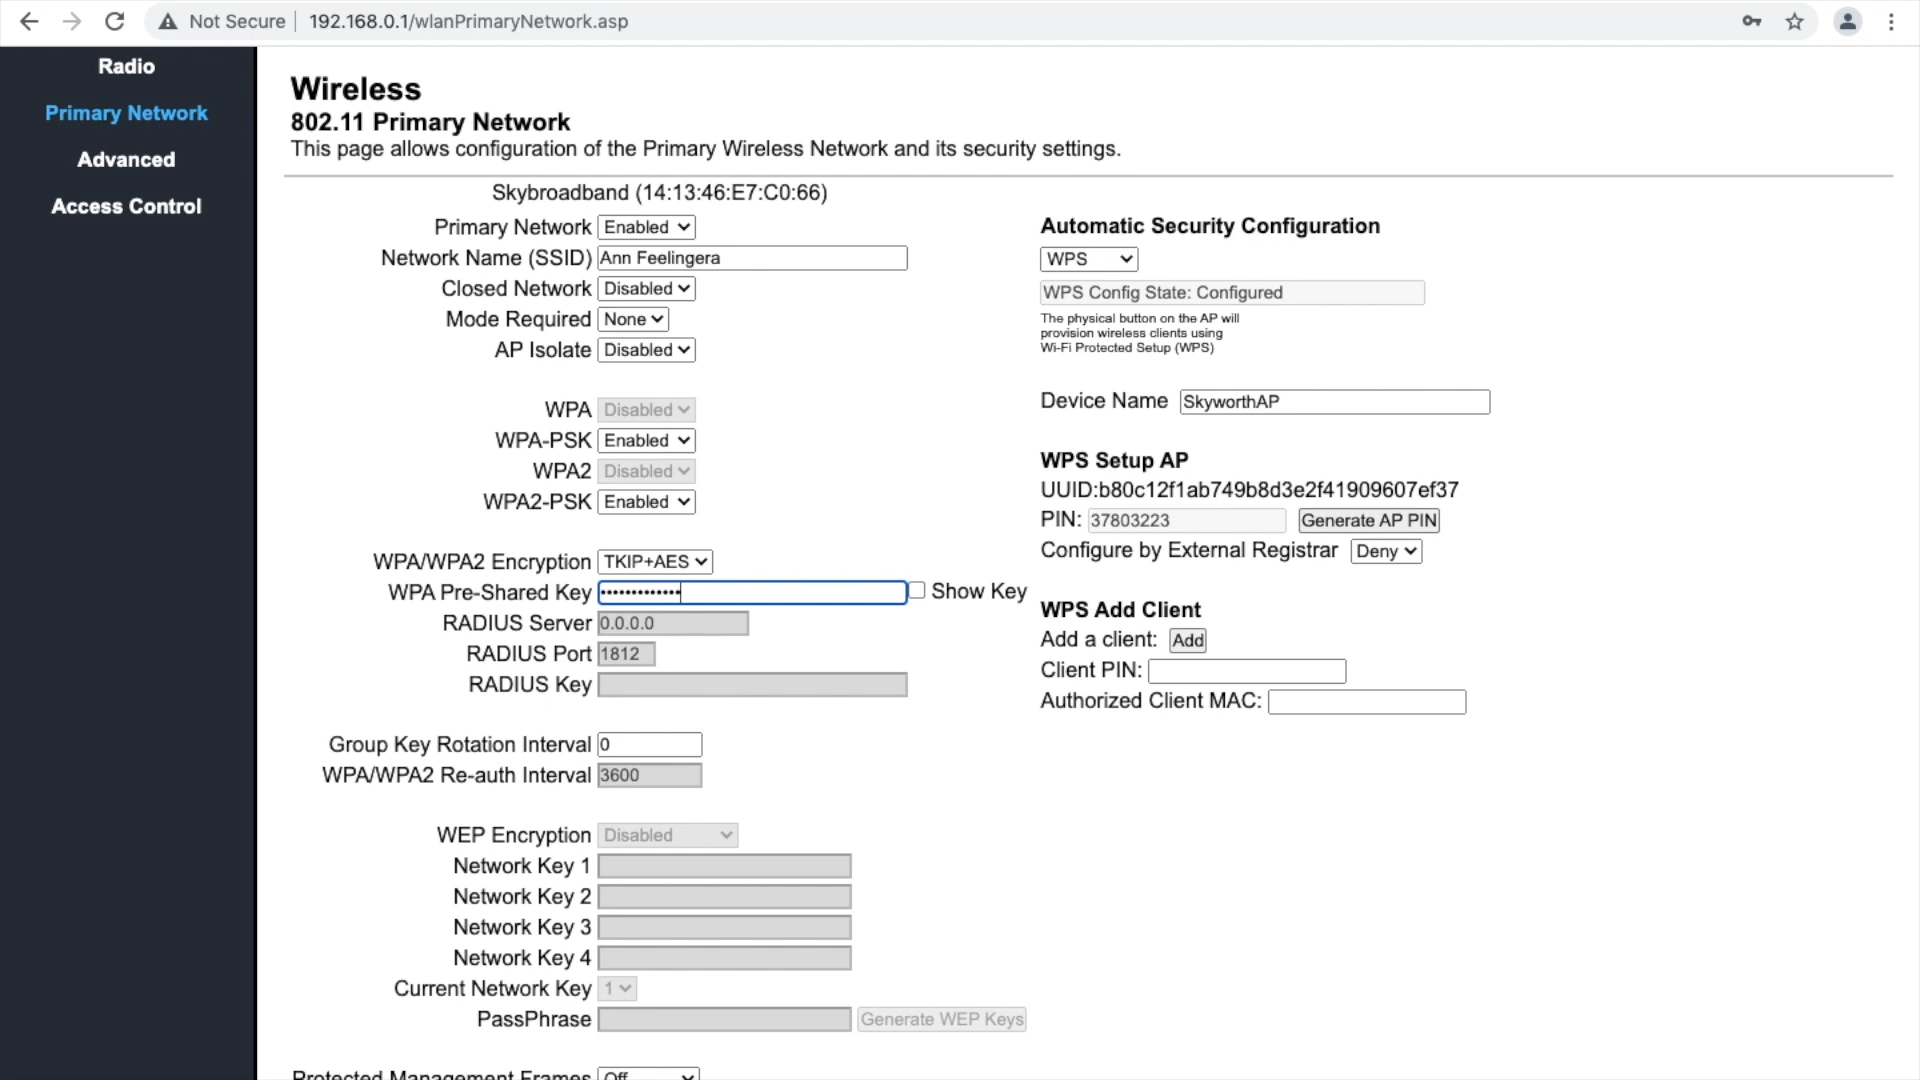 Not Secure
192.168.0.1/wlanPrimaryNetwork.asp
Radio
Primary Network
Advanced
Access Control
Wireless
802.11 Primary Network
This page allows configuration of the Primary Wireless Network and its security settings.
Skybroadband (14:13:46:E7:C0:66)
Primary Network Enabled
Network Name (SSID) Ann Feelingera
Closed Network Disabled
Mode Required None
AP Isolate Disabled
WPA Disabled
WPA-PSK Enabled
WPA2 Disabled
WPA2-PSK Enabled
WPA/WPA2 Encryption TKIP+AES
WPA Pre-Shared Key ••••••••••••• Show Key
RADIUS Server 0.0.0.0
RADIUS Port 1812
RADIUS Key
Group Key Rotation Interval 0
WPA/WPA2 Re-auth Interval 3600
WEP Encryption Disabled
Network Key 1
Network Key 2
Network Key 3
Network Key 4
Current Network Key 1
PassPhrase Generate WEP Keys
Protected Management Frames Off
Automatic Security Configuration
WPS
WPS Config State: Configured
The physical button on the AP will
provision wireless clients using
Wi-Fi Protected Setup (WPS)
Device Name SkyworthAP
WPS Setup AP
UUID:b80c12f1ab749b8d3e2f41909607ef37
PIN: 37803223 Generate AP PIN
Configure by External Registrar Deny
WPS Add Client
Add a client: Add
Client PIN:
Authorized Client MAC: